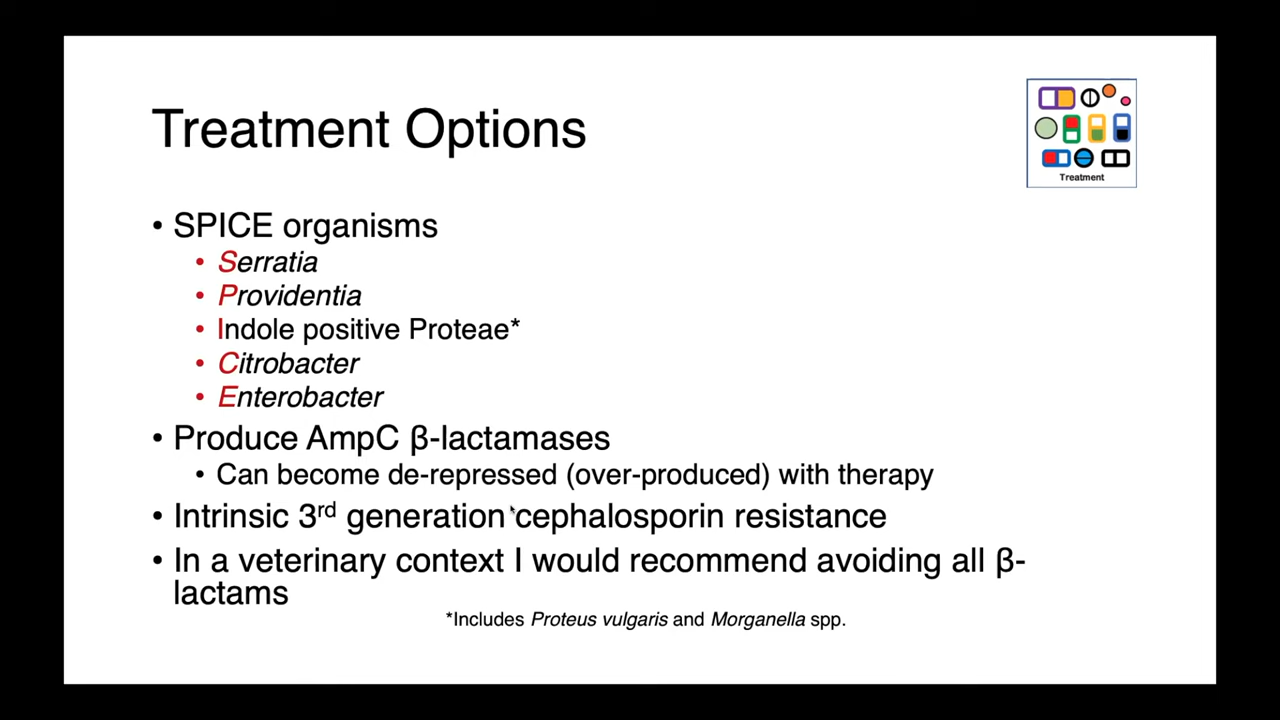 Treatment Options
Treatment
• SPICE organisms
• Serratia
• Providentia
• Indole positive Proteae*
• Citrobacter
• Enterobacter
• Produce AmpC β-lactamases
• Can become de-repressed (over-produced) with therapy
• Intrinsic 3rd generation cephalosporin resistance
• In a veterinary context I would recommend avoiding all β-
lactams
*Includes Proteus vulgaris and Morganella spp.